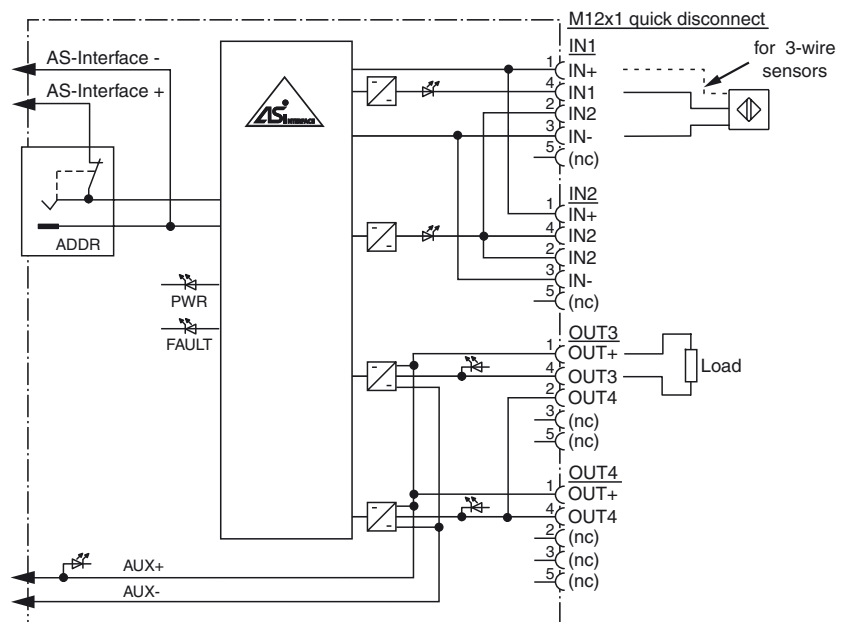 M12x1 quick disconnect
AS-Interface -
AS-Interface +
ADDR
PWR
FAULT
AUX+
AUX-
ASi
INTERFACE
IN1
1 IN+
4 IN1
2 IN2
3 IN-
5 (nc)
for 3-wire
sensors
IN2
1 IN+
4 IN2
2 IN2
3 IN-
5 (nc)
OUT3
1 OUT+
4 OUT3
2 OUT4
3 (nc)
5 (nc)
Load
OUT4
1 OUT+
4 OUT4
2 (nc)
3 (nc)
5 (nc)